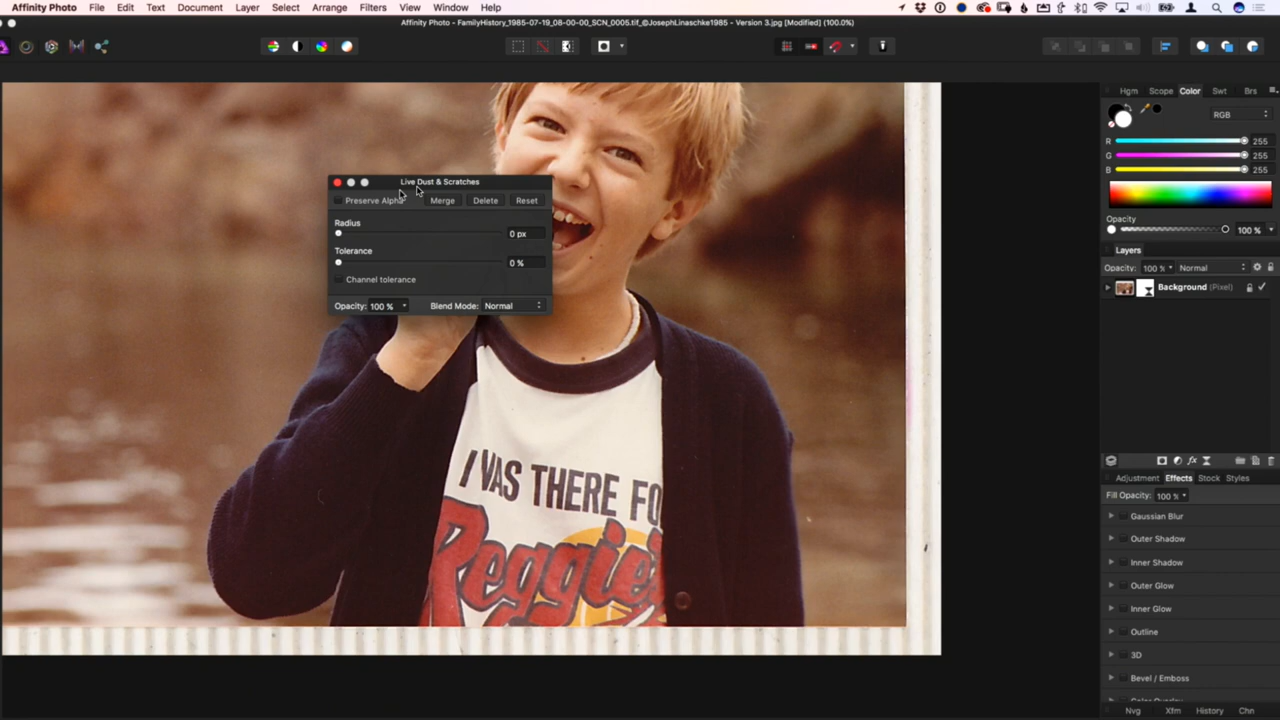 Affinity Photo File Edit Text Document Layer Select Arrange Filters View Window Help
Affinity Photo - FamilyHistory_1985-07-19_08-00-00_SCN_0005.tif_@JosephLinaschke1985 - Version 3.jpg [Modified] (100.0%)
Hgm Scope Color Swt Brs
RGB
R 255
G 255
B 255
Opacity
100 %
Layers
Opacity: 100 % Normal
Background (Pixel)
Adjustment Effects Stock Styles
Fill Opacity: 100 %
Gaussian Blur
Outer Shadow
Inner Shadow
Outer Glow
Inner Glow
Outline
3D
Bevel / Emboss
Color Overlay
Nvg Xfm History Chn
Live Dust & Scratches
Preserve Alpha Merge Delete Reset
Radius
0 px
Tolerance
0 %
Channel tolerance
Opacity: 100 % Blend Mode: Normal
I WAS THERE FO
Reggie